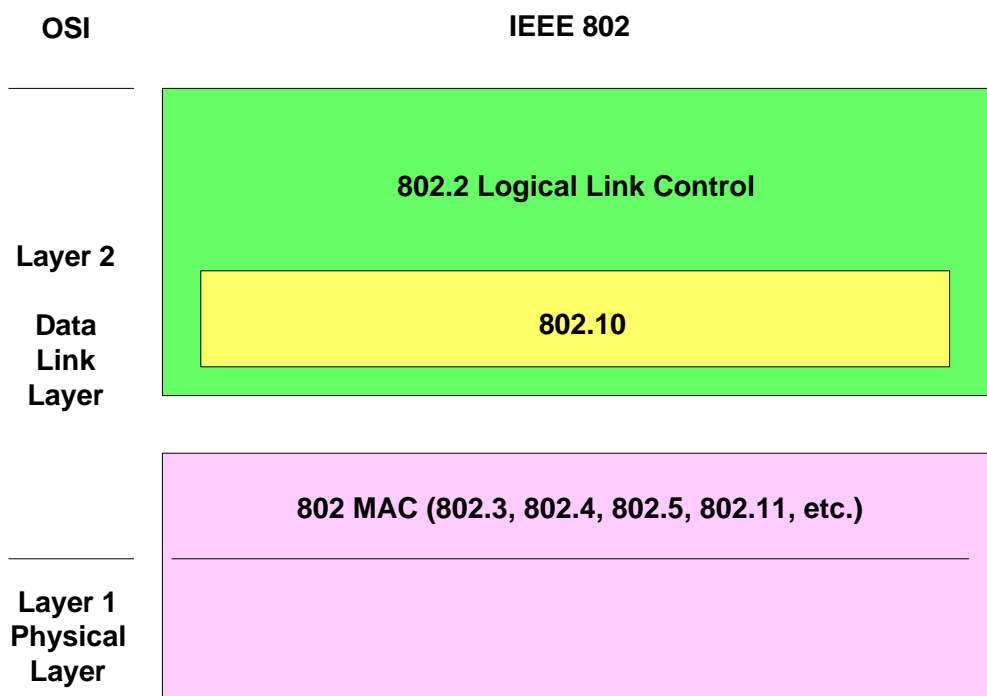 OSI
IEEE 802
802.2 Logical Link Control
Layer 2
Data
Link
Layer
802.10
802 MAC (802.3, 802.4, 802.5, 802.11, etc.)
Layer 1
Physical
Layer